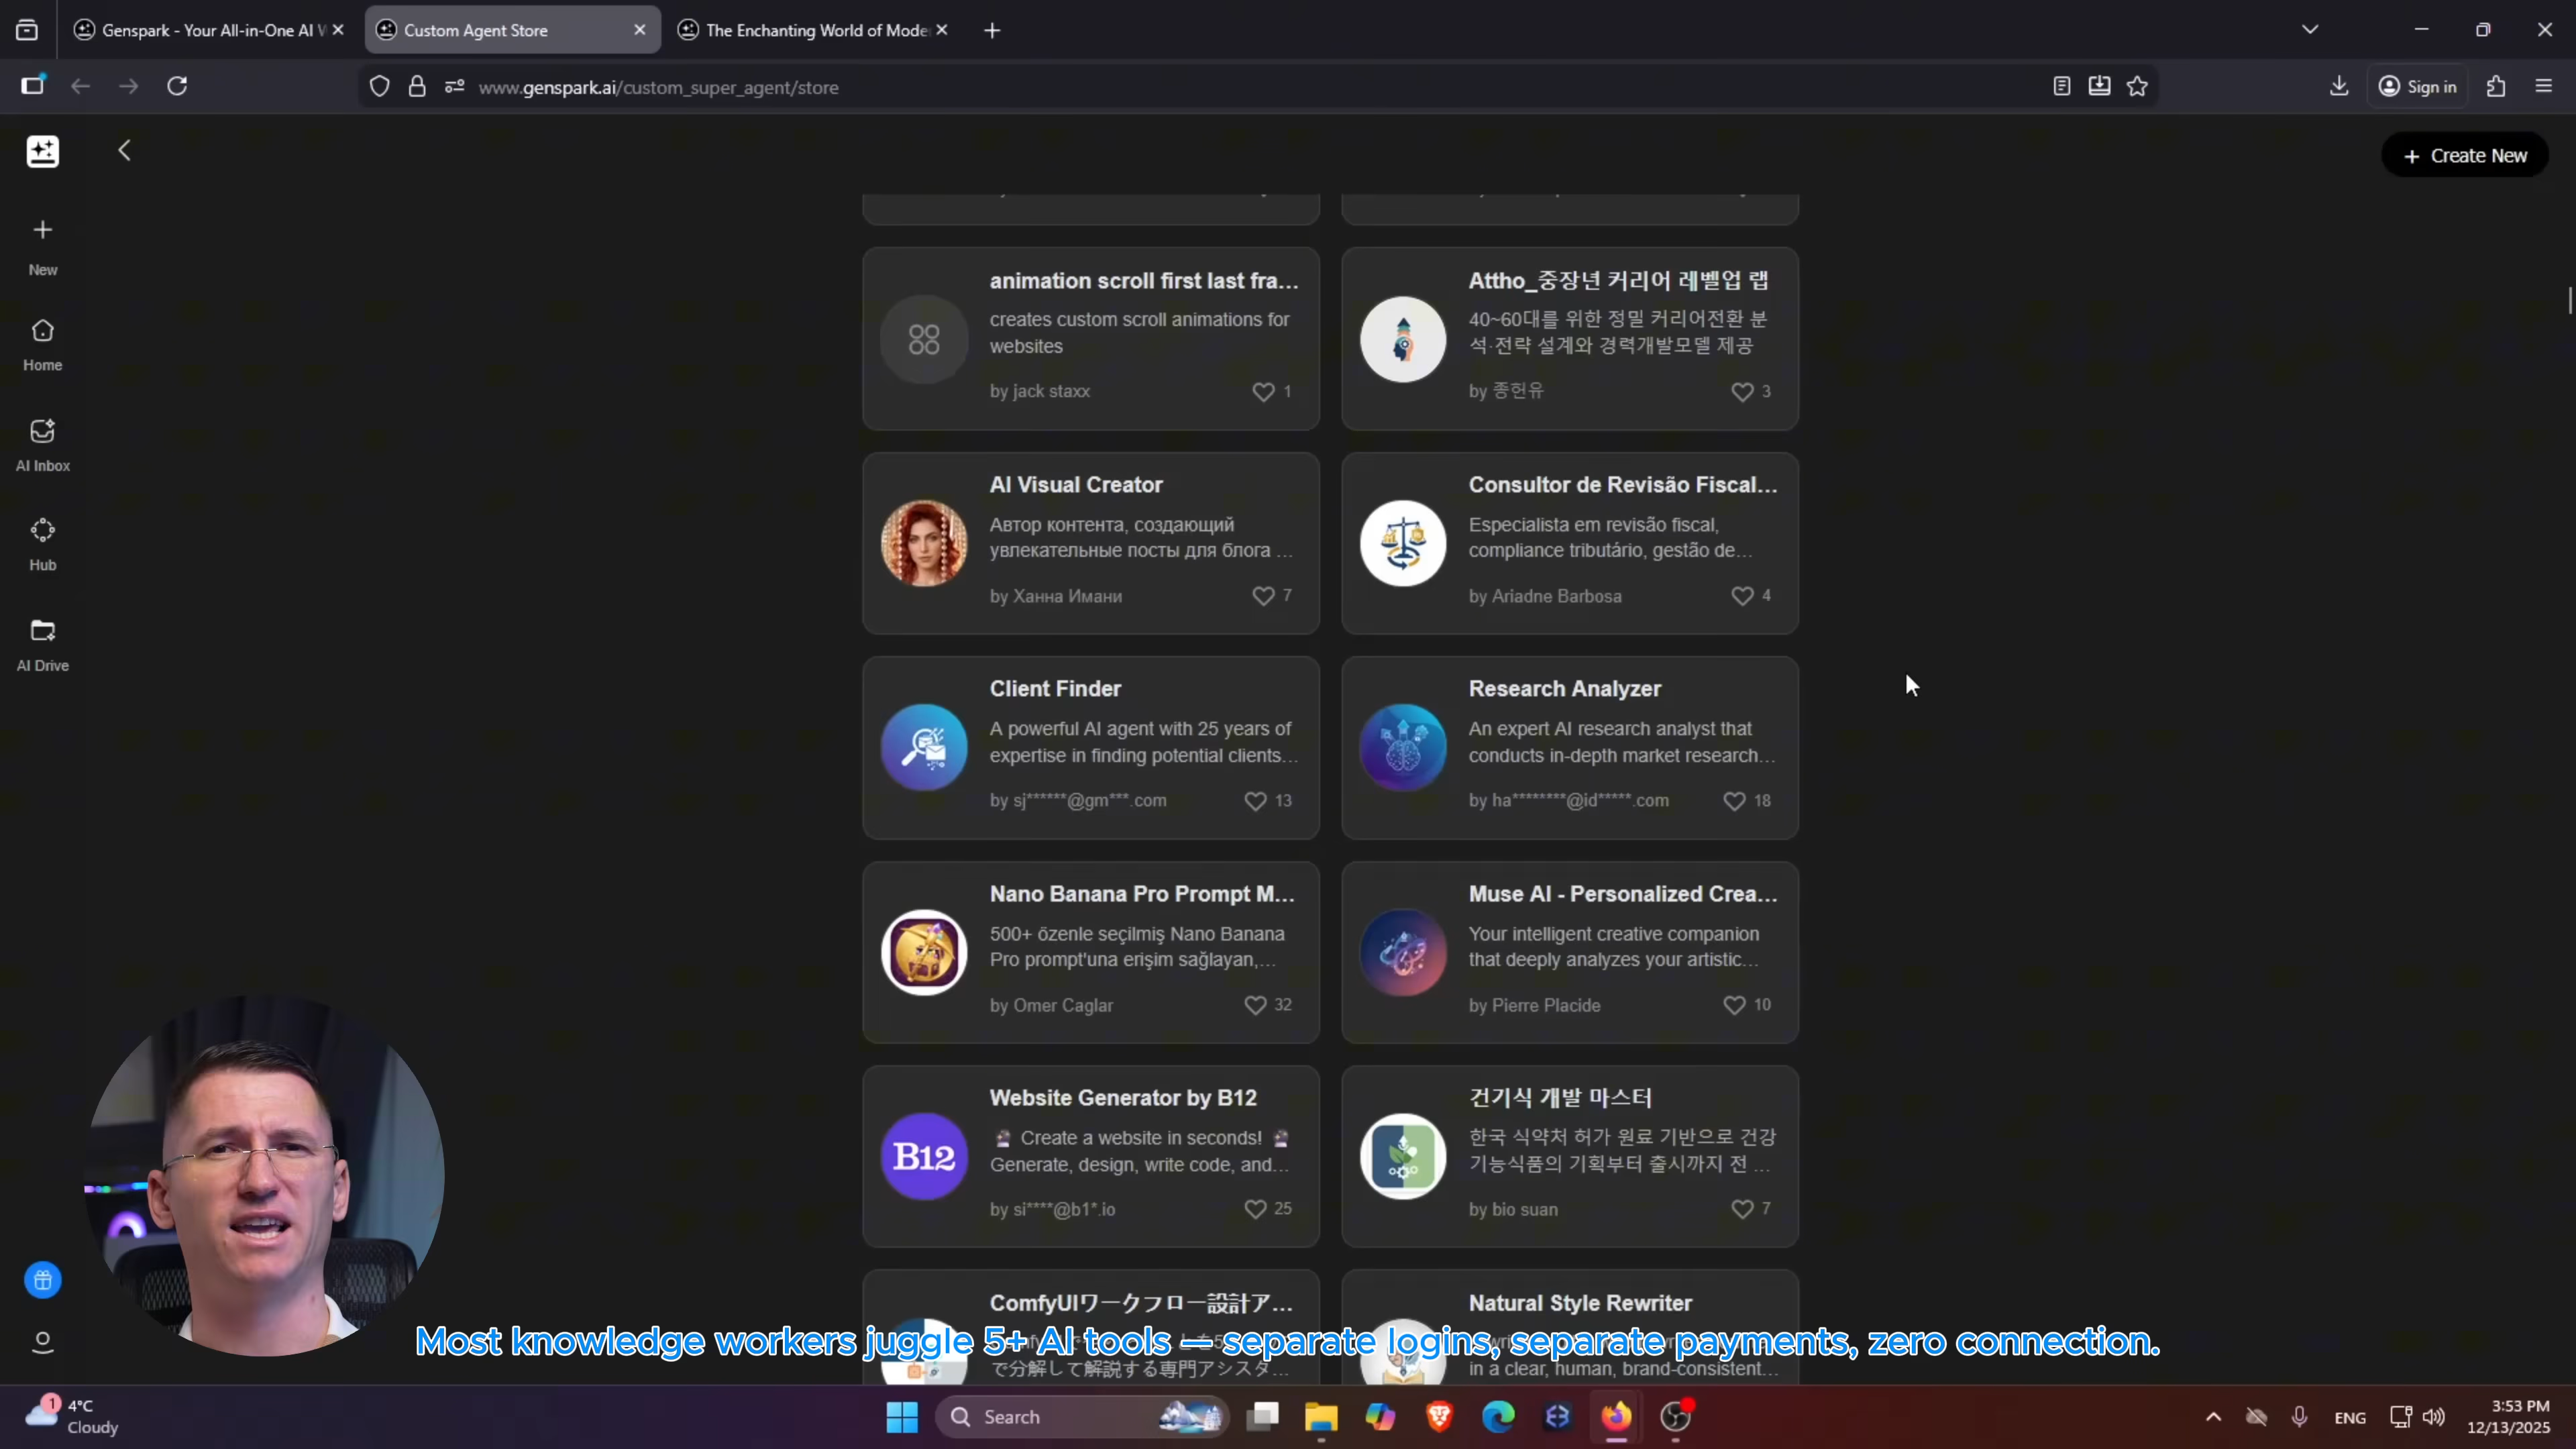 Genspark - Your All-in-One AI W
Custom Agent Store
The Enchanting World of Mode
www.genspark.ai/custom_super_agent/store
Sign in
Create New
New
Home
AI Inbox
Hub
AI Drive
animation scroll first last fra...
creates custom scroll animations for
websites
by jack staxx
1
Attho_중장년 커리어 레벨업 랩
40~60대를 위한 정밀 커리어전환 분
석·전략 설계와 경력개발모델 제공
by 종헌유
3
AI Visual Creator
Автор контента, создающий
увлекательные посты для блога ...
by Ханна Имани
7
Consultor de Revisão Fiscal...
Especialista em revisão fiscal,
compliance tributário, gestão de...
by Ariadne Barbosa
4
Client Finder
A powerful AI agent with 25 years of
expertise in finding potential clients...
by sj******@gm***.com
13
Research Analyzer
An expert AI research analyst that
conducts in-depth market research...
by ha********@id*****.com
18
Nano Banana Pro Prompt M...
500+ özenle seçilmiş Nano Banana
Pro prompt'una erişim sağlayan,...
by Omer Caglar
32
Muse AI - Personalized Crea...
Your intelligent creative companion
that deeply analyzes your artistic...
by Pierre Placide
10
B12
Website Generator by B12
Create a website in seconds!
Generate, design, write code, and...
by si****@b1*.io
25
건기식 개발 마스터
한국 식약처 허가 원료 기반으로 건강
기능식품의 기획부터 출시까지 전 ...
by bio suan
7
ComfyUIワークフロー設計ア...
で分解して解説する専門アシスタ...
Natural Style Rewriter
in a clear, human, brand-consistent...
Most knowledge workers juggle 5+ AI tools — separate logins, separate payments, zero connection.
1
4°C
Cloudy
Search
ENG
3:53 PM
12/13/2025